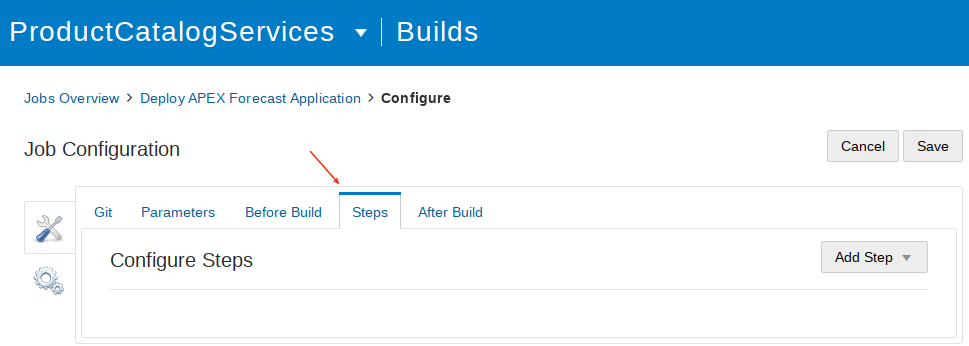 ProductCatalogServices Builds
Jobs Overview > Deploy APEX Forecast Application > Configure
Job Configuration Cancel Save
Git Parameters Before Build Steps After Build
Configure Steps Add Step